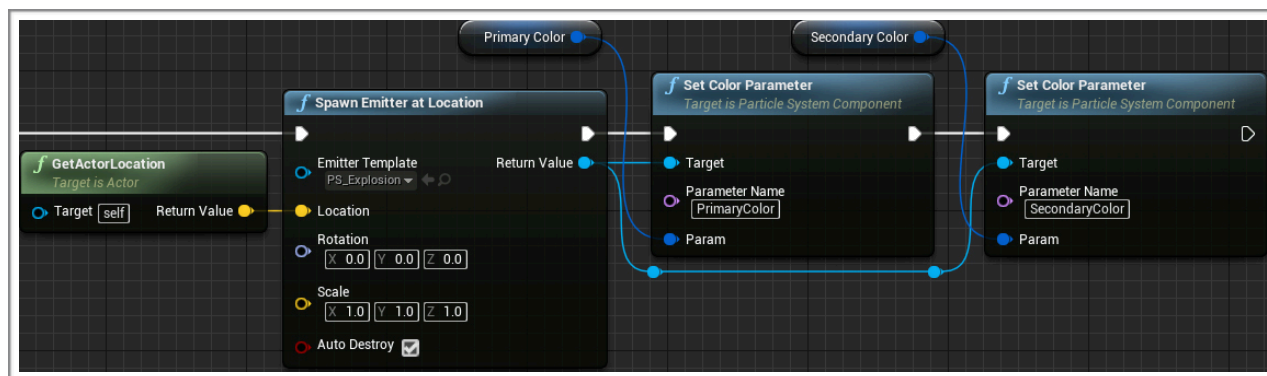 Primary Color
Secondary Color
f Spawn Emitter at Location
Emitter Template
PS_Explosion
Return Value
Location
Rotation
X 0.0 Y 0.0 Z 0.0
Scale
X 1.0 Y 1.0 Z 1.0
Auto Destroy
f GetActorLocation
Target is Actor
Target self Return Value
f Set Color Parameter
Target is Particle System Component
Target
Parameter Name
PrimaryColor
Param
f Set Color Parameter
Target is Particle System Component
Target
Parameter Name
SecondaryColor
Param